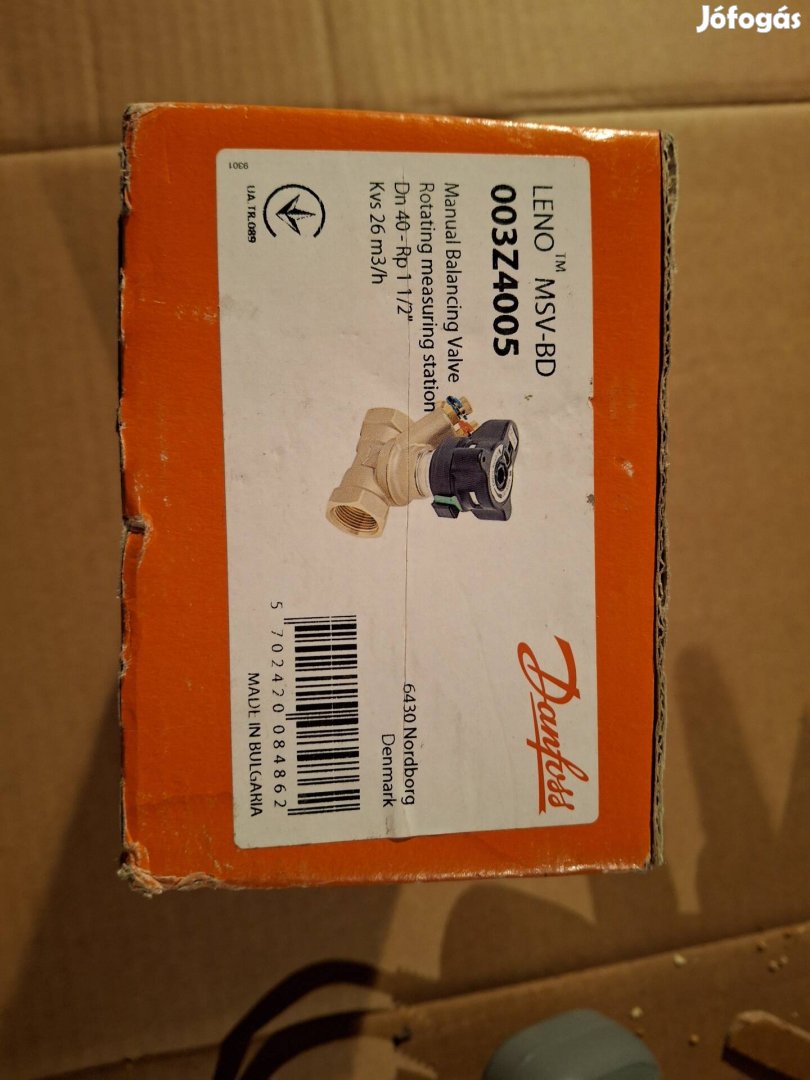 Jófogás
LENO™ MSV-BD
003Z4005
Manual Balancing Valve
Rotating measuring station
Dn 40 - Rp 1 1/2"
Kvs 26 m3/h
UA.TR.089
9301
Danfoss
6430 Nordborg
Denmark
5 702420 084862
MADE IN BULGARIA